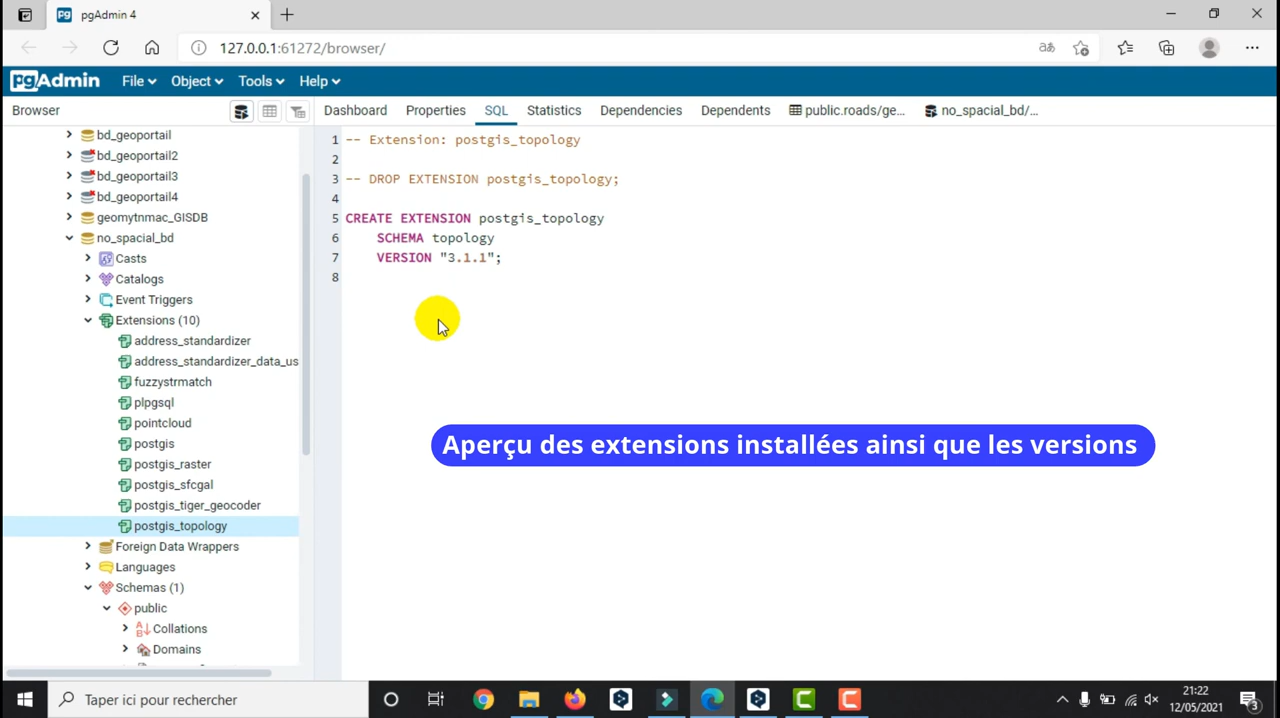 pgAdmin 4
127.0.0.1:61272/browser/
pgAdmin File Object Tools Help
Browser
Dashboard Properties SQL Statistics Dependencies Dependents public.roads/ge... no_spacial_bd/...
bd_geoportail
bd_geoportail2
bd_geoportail3
bd_geoportail4
geomytnmac_GISDB
no_spacial_bd
Casts
Catalogs
Event Triggers
Extensions (10)
address_standardizer
address_standardizer_data_us
fuzzystrmatch
plpgsql
pointcloud
postgis
postgis_raster
postgis_sfcgal
postgis_tiger_geocoder
postgis_topology
Foreign Data Wrappers
Languages
Schemas (1)
public
Collations
Domains
1 -- Extension: postgis_topology
2
3 -- DROP EXTENSION postgis_topology;
4
5 CREATE EXTENSION postgis_topology
6 SCHEMA topology
7 VERSION "3.1.1";
8
Aperçu des extensions installées ainsi que les versions
Taper ici pour rechercher
21:22
12/05/2021
3